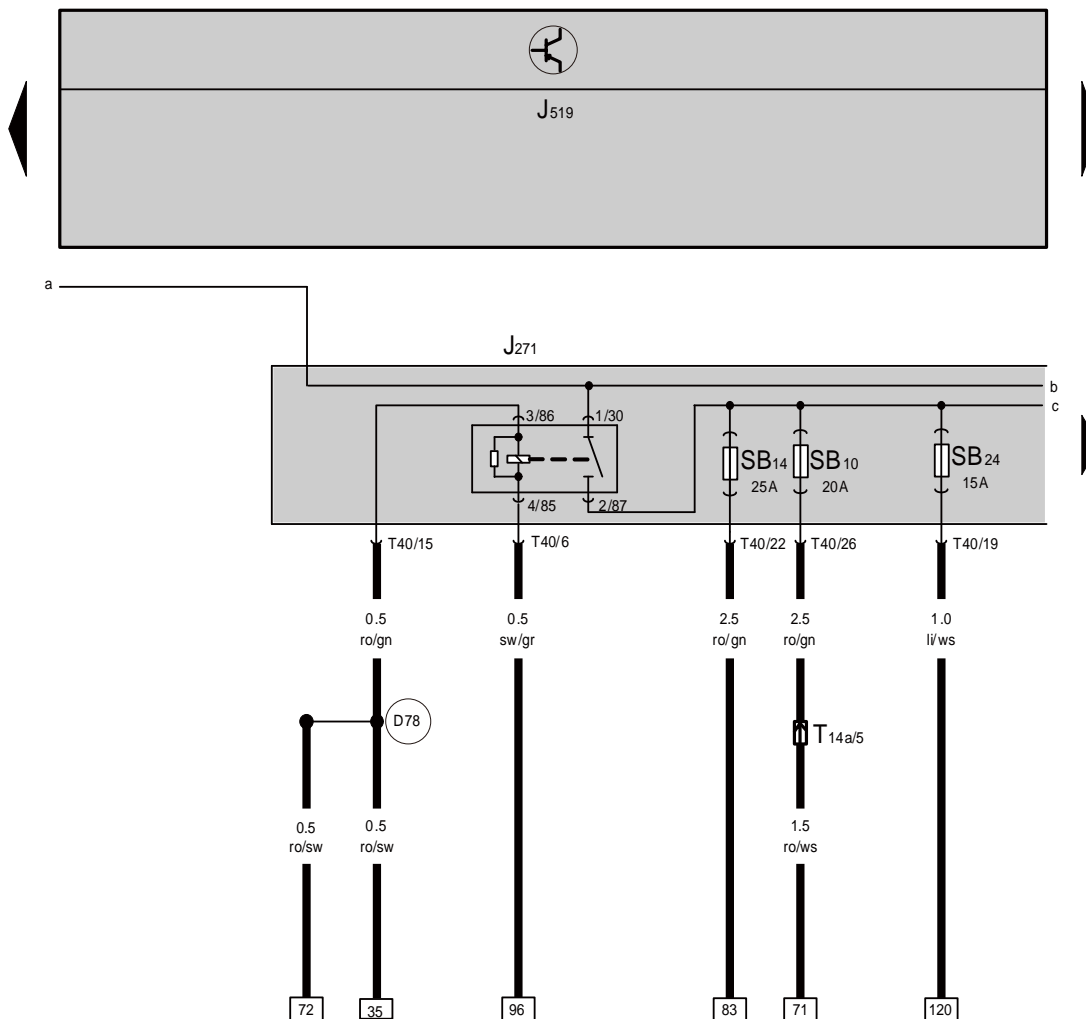 J519
a
J271
b
c
3/86 1/30
SB14 SB10 SB24
25A 20A 15A
4/85 2/87
T40/15 T40/6 T40/22 T40/26 T40/19
0.5 0.5 2.5 2.5 1.0
ro/gn sw/gr ro/gn ro/gn li/ws
D78
T14a/5
0.5 0.5 1.5
ro/sw ro/sw ro/ws
72 35 96 83 71 120